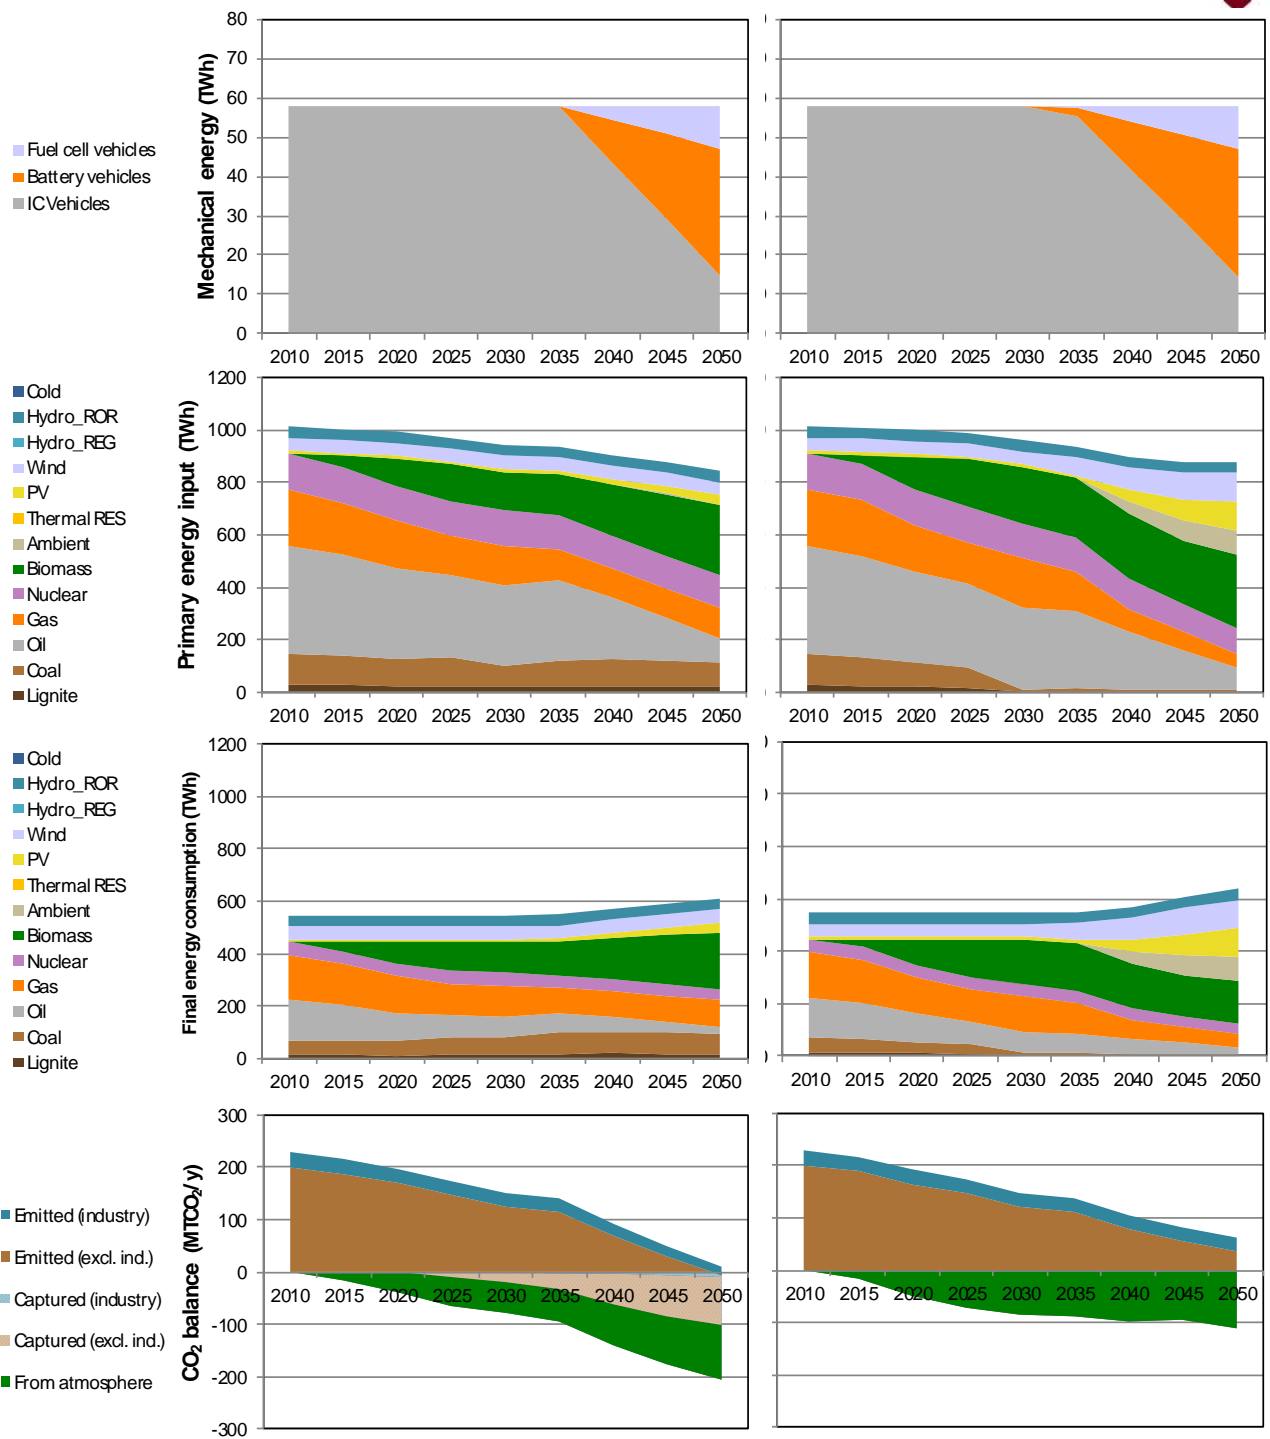 Mechanical energy (TWh)
80
70
60
50
40
30
20
10
0
Fuel cell vehicles
Battery vehicles
IC Vehicles
2010 2015 2020 2025 2030 2035 2040 2045 2050
2010 2015 2020 2025 2030 2035 2040 2045 2050
Primary energy input (TWh)
1200
1000
800
600
400
200
0
Cold
Hydro_ROR
Hydro_REG
Wind
PV
Thermal RES
Ambient
Biomass
Nuclear
Gas
Oil
Coal
Lignite
2010 2015 2020 2025 2030 2035 2040 2045 2050
2010 2015 2020 2025 2030 2035 2040 2045 2050
Final energy consumption (TWh)
1200
1000
800
600
400
200
0
Cold
Hydro_ROR
Hydro_REG
Wind
PV
Thermal RES
Ambient
Biomass
Nuclear
Gas
Oil
Coal
Lignite
2010 2015 2020 2025 2030 2035 2040 2045 2050
2010 2015 2020 2025 2030 2035 2040 2045 2050
CO₂ balance (MTCO₂/y)
300
200
100
0
-100
-200
-300
Emitted (industry)
Emitted (excl. ind.)
Captured (industry)
Captured (excl. ind.)
From atmosphere
2010 2015 2020 2025 2030 2035 2040 2045 2050
2010 2015 2020 2025 2030 2035 2040 2045 2050